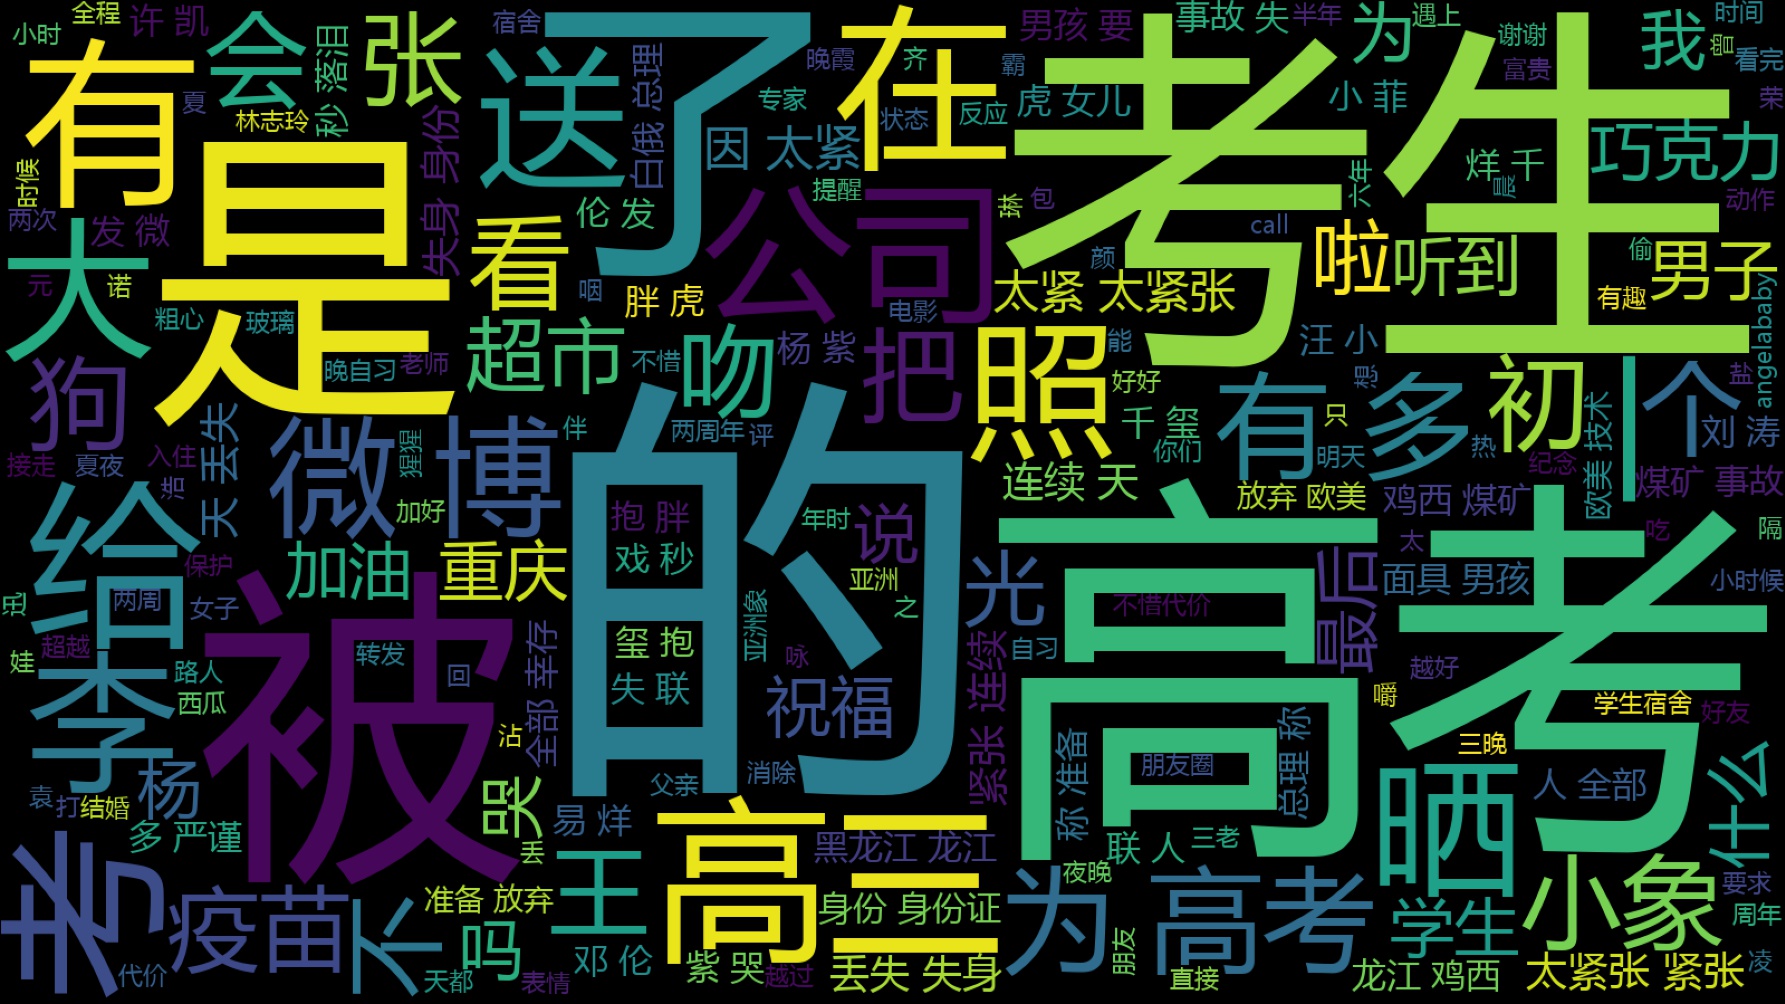 小时
全程
许 凯
会
秒 落泪
张
宿舍
了
送
白俄 总理
晚霞
齐
在
霸
男孩 要
事故 失
半年
为
遇上
谢谢
我
时间
看完
富贵
有
夏
林志玲
失身 身份
专家
状态
反应
虎 女儿
考生
小 菲
荣
是
因 太紧
巧克力
烊 千
六年
时候
两次
发 微
大
看
伦 发
公司
提醒
包
call
啦
听到
男子
动作
偷
元
诺
胖 虎
咽
电影
太紧 太紧张
颜
有趣
angelababy
粗心
玻璃
晚自习
老师
超市
不惜
吻
杨 紫
把
照
能
好好
汪 小
想
初
个
盐
狗
天 丢失
微博
猩猩
伴
两周年
评
千 玺
你们
有 多
只
明天
热
刘 涛
接走
夏夜
入住
浩
加好
的
抱 胖
年时
说
连续 天
放弃 欧美
鸡西 煤矿
欧美 技术
纪念
煤矿 事故
给
保护
加油
重庆
戏 秒
亚洲
之
光
高考
太
吃
隔
面具 男孩
小时候
两周
女子
被
亚洲象
不惜代价
最后
娃
超越
李
路人
西瓜
转发
回
全部 幸存
玺 抱
失 联
咏
祝福
自习
紧张 连续
越好
嚼
学生宿舍
好友
沾
三晚
袁
打
结婚
杨
哭
父亲
消除
称 准备
朋友圈
总理 称
晒
人 全部
什么
多 严谨
易 烊
丢
高三
黑龙江 龙江
联 人
三老
考
疫苗
不
准备 放弃
吗
王
身份 身份证
夜晚
为 高考
学生
小象
要求
周年
代价
天都
表情
邓 伦
紫 哭
越过
丢失 失身
朋友
直接
龙江 鸡西
太紧张 紧张
凌